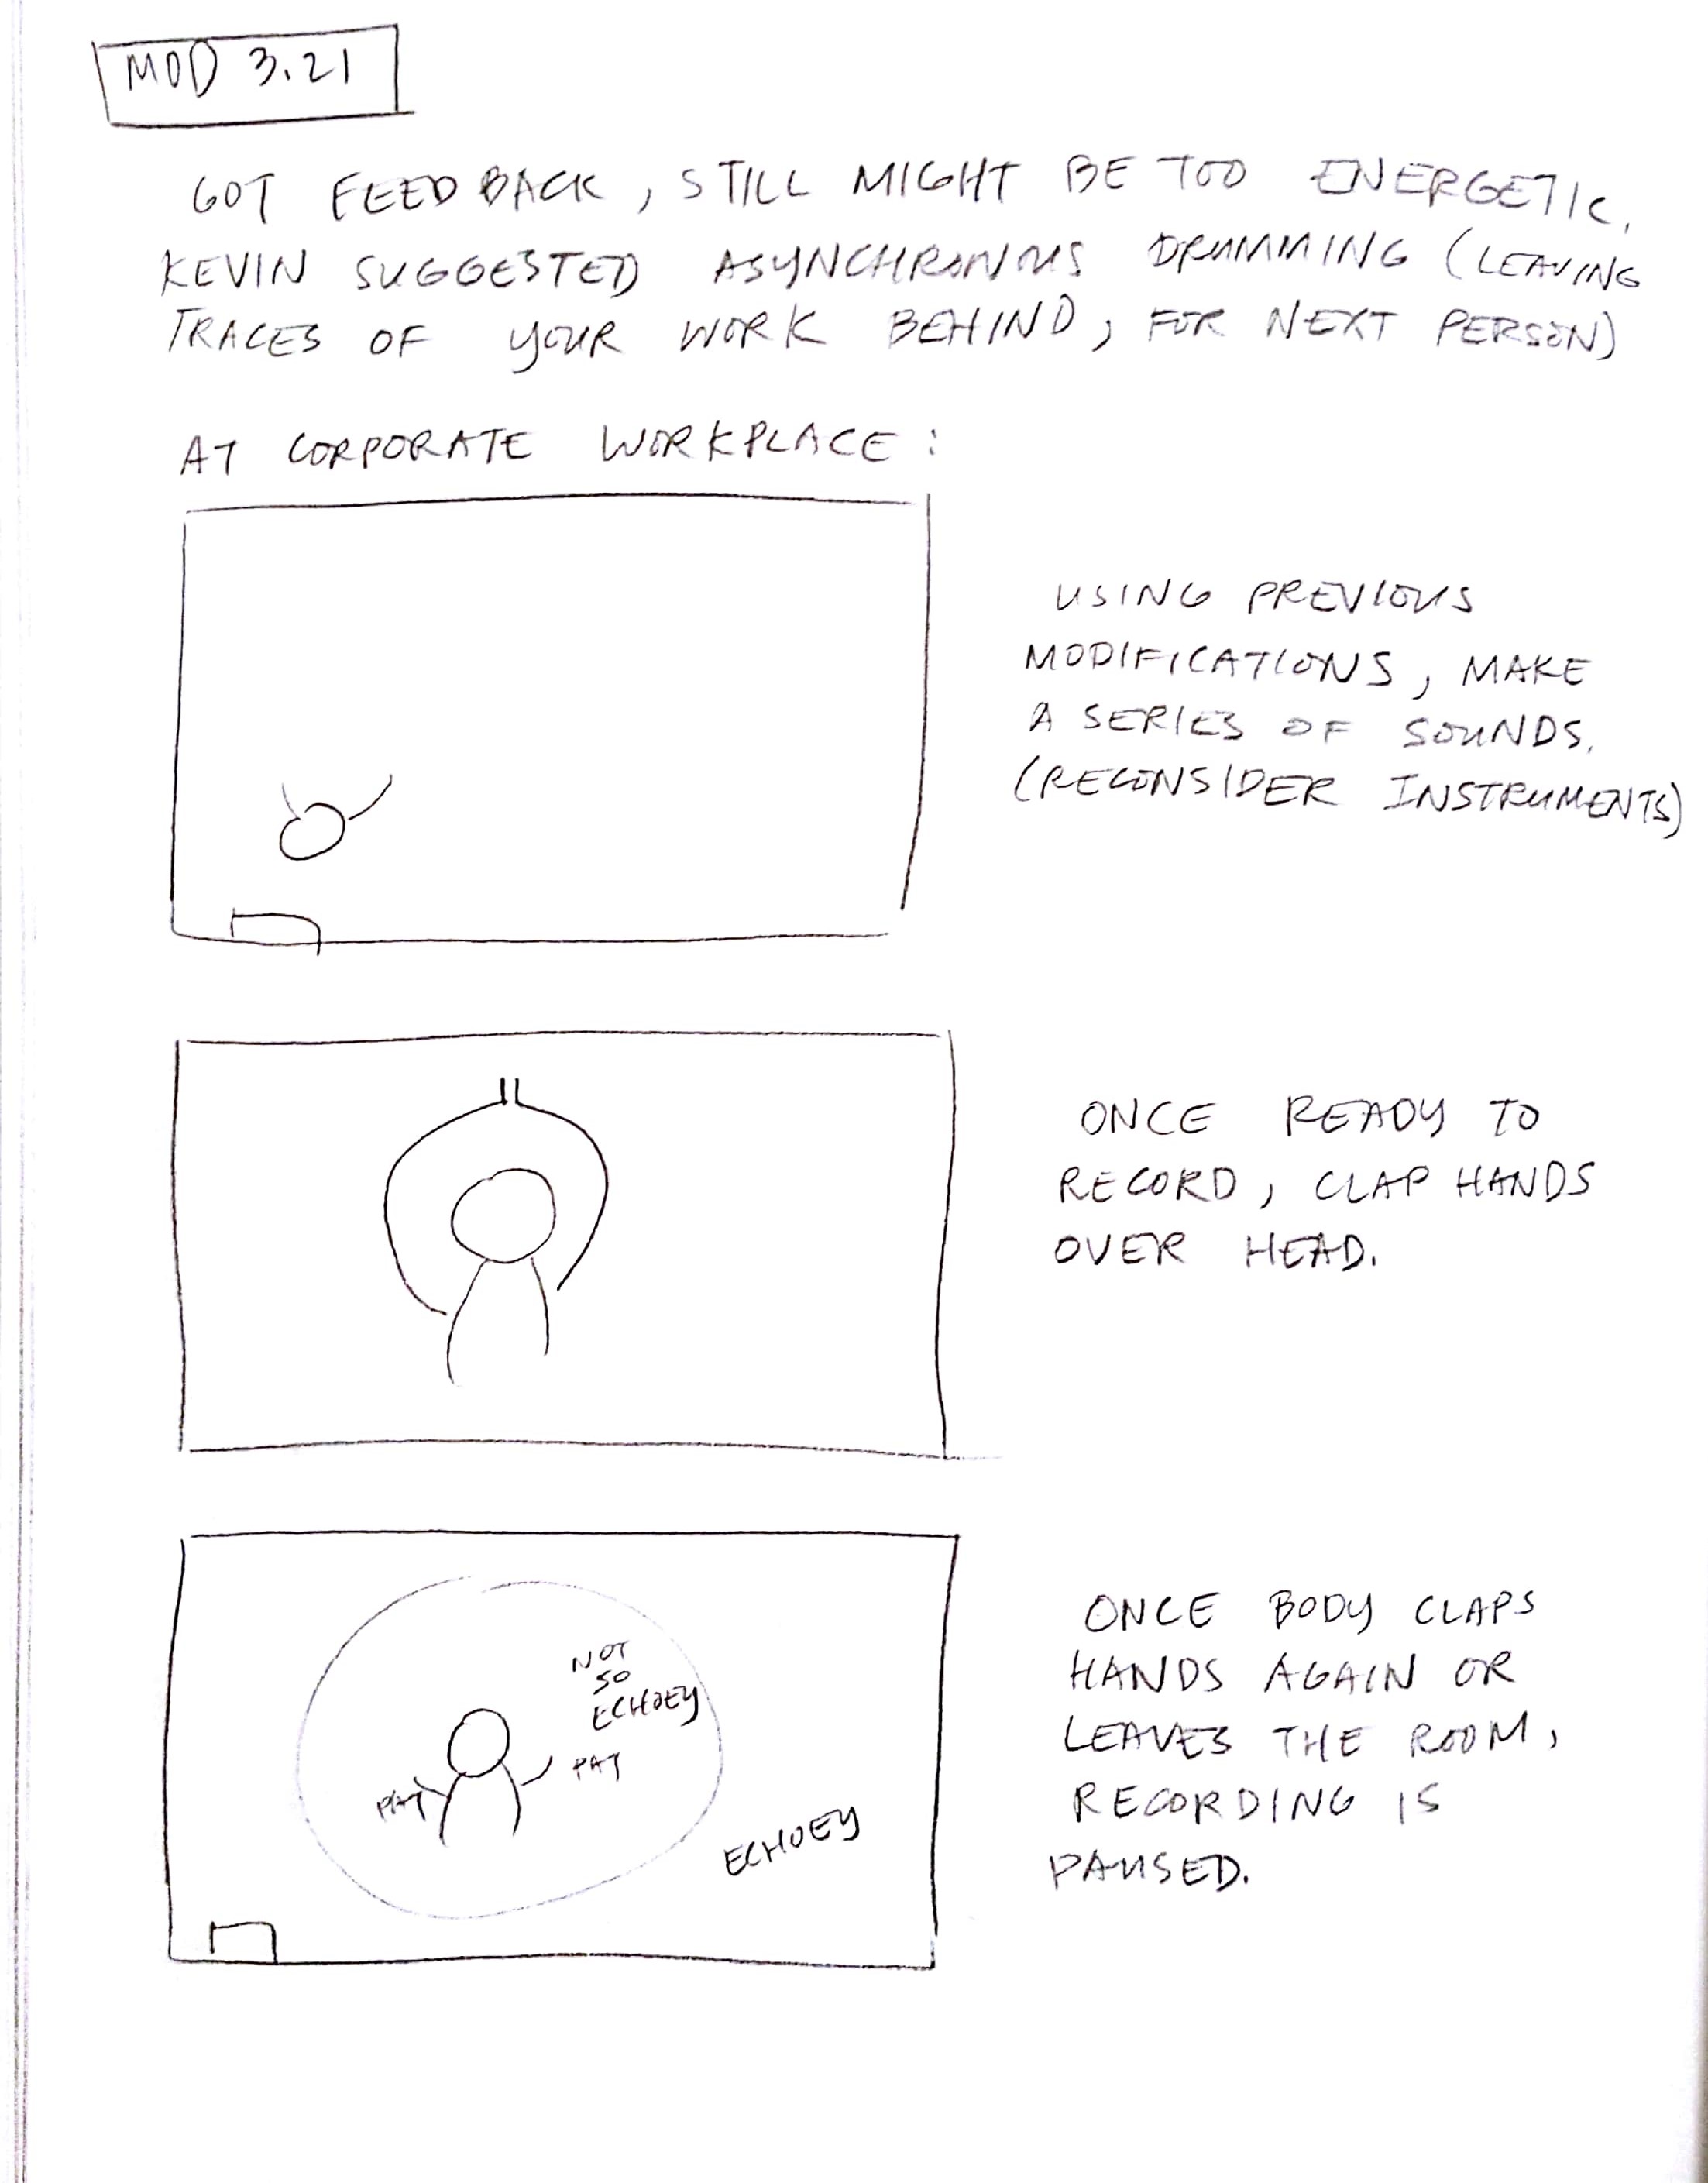 MOD 3.21
GOT FEEDBACK, STILL MIGHT BE TOO ENERGETIC.
KEVIN SUGGESTED ASYNCHRONOUS DRUMMING (LEAVING
TRACES OF YOUR WORK BEHIND, FOR NEXT PERSON)
AT CORPORATE WORKPLACE:
USING PREVIOUS
MODIFICATIONS, MAKE
A SERIES OF SOUNDS.
(RECONSIDER INSTRUMENTS)
ONCE READY TO
RECORD, CLAP HANDS
OVER HEAD.
NOT
SO
ECHOEY
PAT
PAT
ECHOEY
ONCE BODY CLAPS
HANDS AGAIN OR
LEAVES THE ROOM,
RECORDING IS
PAUSED.